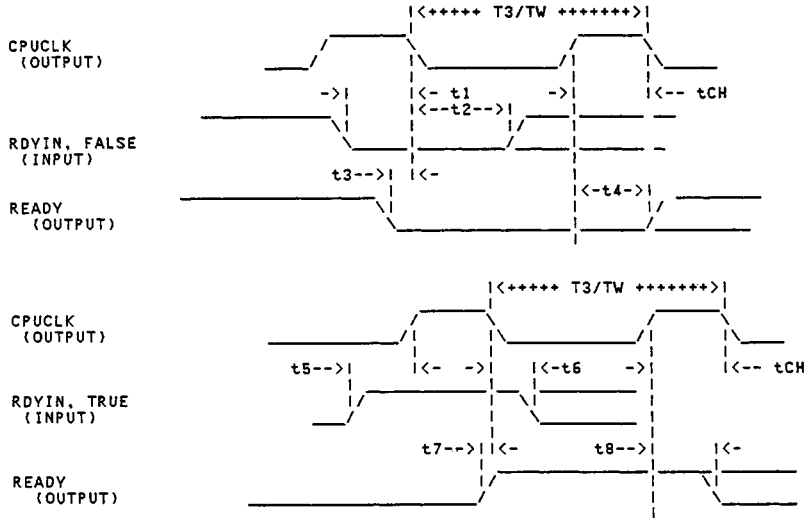 T3/TW
CPUCLK
(OUTPUT)
t1
tCH
t2
RDYIN, FALSE
(INPUT)
t3
t4
READY
(OUTPUT)
T3/TW
CPUCLK
(OUTPUT)
t5
t6
tCH
RDYIN, TRUE
(INPUT)
t7
t8
READY
(OUTPUT)